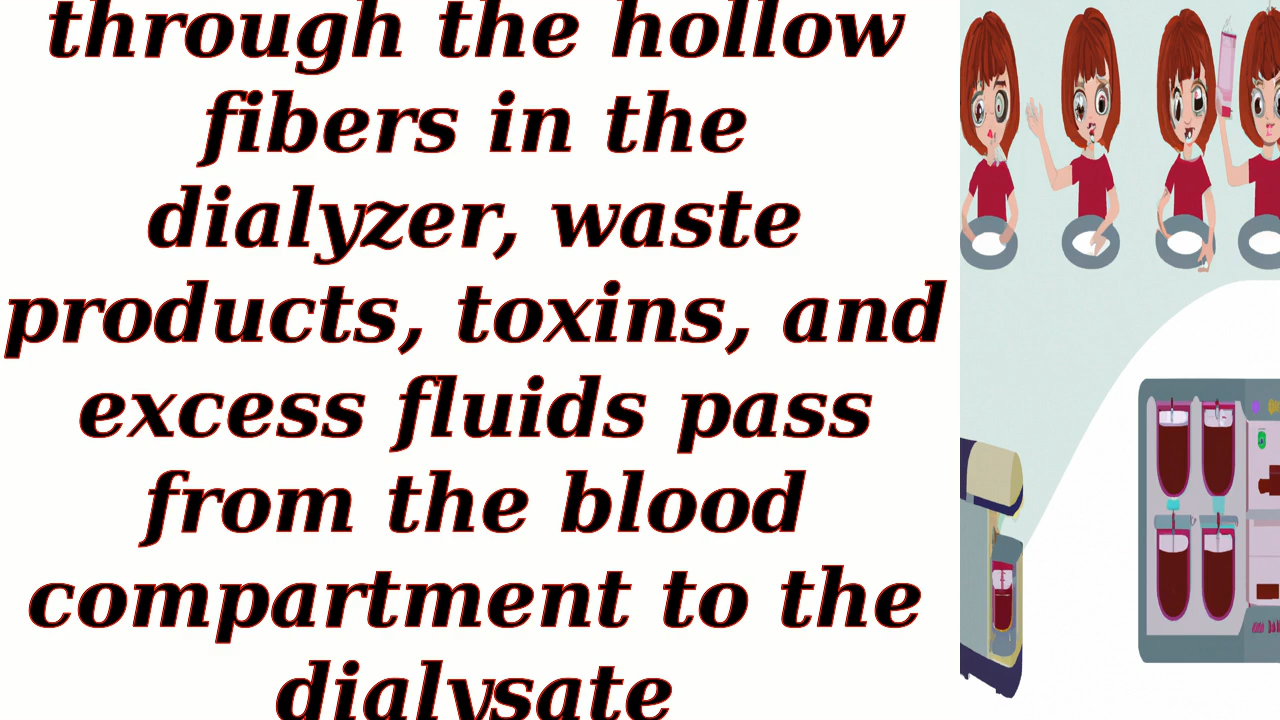 through the hollow
fibers in the
dialyzer, waste
products, toxins, and
excess fluids pass
from the blood
compartment to the
dialysate